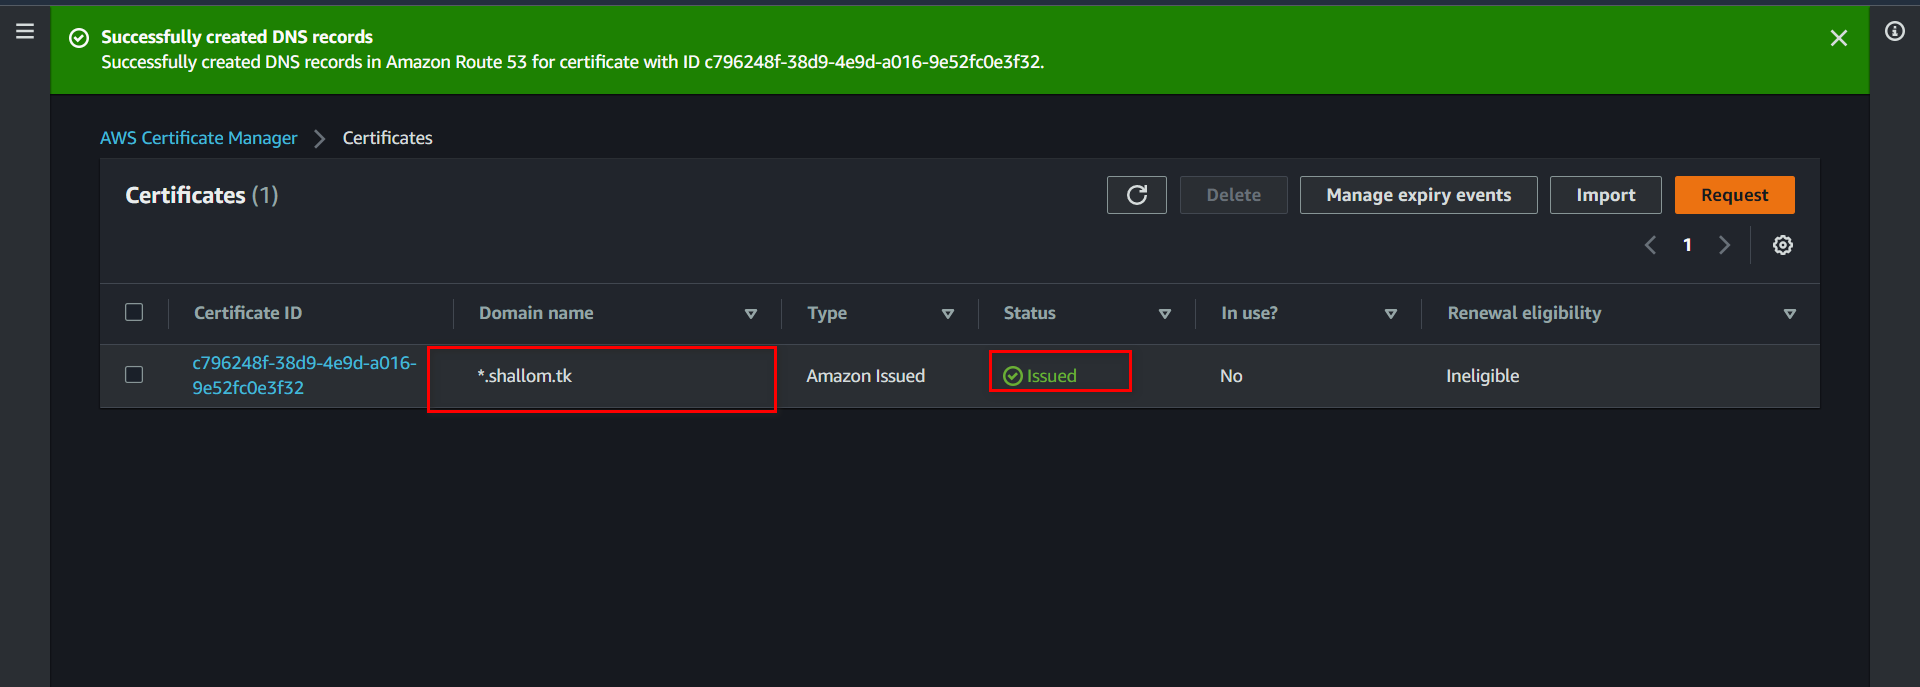 Successfully created DNS records
Successfully created DNS records in Amazon Route 53 for certificate with ID c796248f-38d9-4e9d-a016-9e52fc0e3f32.
AWS Certificate Manager Certificates
Certificates (1) Delete Manage expiry events Import Request
1
Certificate ID Domain name Type Status In use? Renewal eligibility
c796248f-38d9-4e9d-a016-
9e52fc0e3f32 *.shallom.tk Amazon Issued Issued No Ineligible